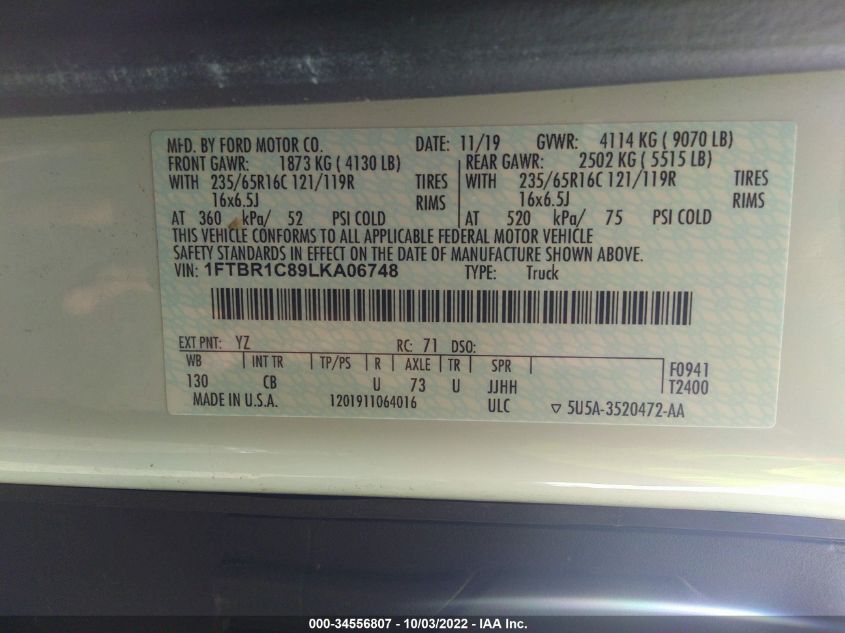 MFD. BY FORD MOTOR CO. DATE: 11/19 GVWR: 4114 KG ( 9070 LB)
FRONT GAWR: 1873 KG ( 4130 LB) REAR GAWR: 2502 KG ( 5515 LB)
WITH 235/65R16C 121/119R TIRES WITH 235/65R16C 121/119R TIRES
16x6.5J RIMS 16x6.5J RIMS
AT 360 kPa/ 52 PSI COLD AT 520 kPa/ 75 PSI COLD
THIS VEHICLE CONFORMS TO ALL APPLICABLE FEDERAL MOTOR VEHICLE
SAFETY STANDARDS IN EFFECT ON THE DATE OF MANUFACTURE SHOWN ABOVE.
VIN: 1FTBR1C89LKA06748 TYPE: Truck
EXT PNT: YZ RC: 71 DSO:
WB INT TR TP/PS R AXLE TR SPR F0941
130 CB U 73 U JJHH T2400
MADE IN U.S.A. 1201911064016 ULC ▽ 5U5A-3520472-AA
000-34556807 - 10/03/2022 - IAA Inc.